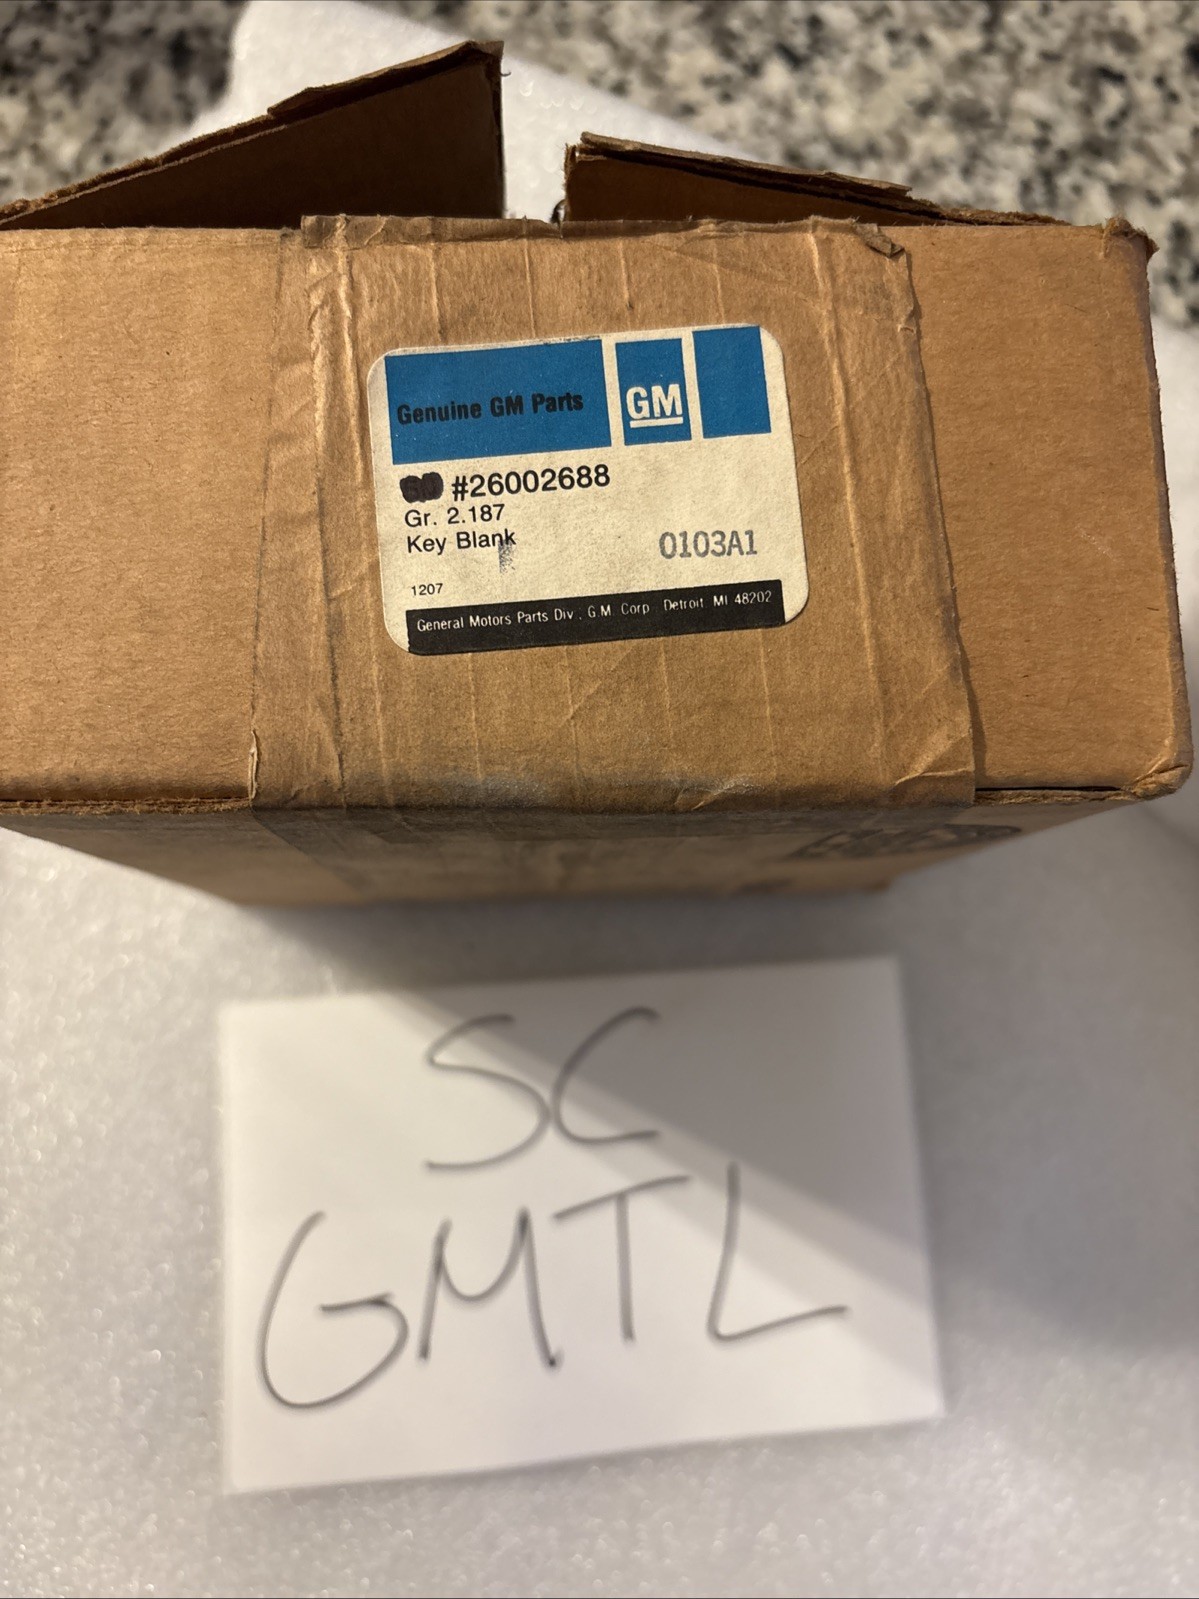 Genuine GM Parts
GM
#26002688
Gr. 2.187
Key Blank
0103A1
1207
General Motors Parts Div., G.M. Corp. Detroit, MI 48202
SC
GMTL